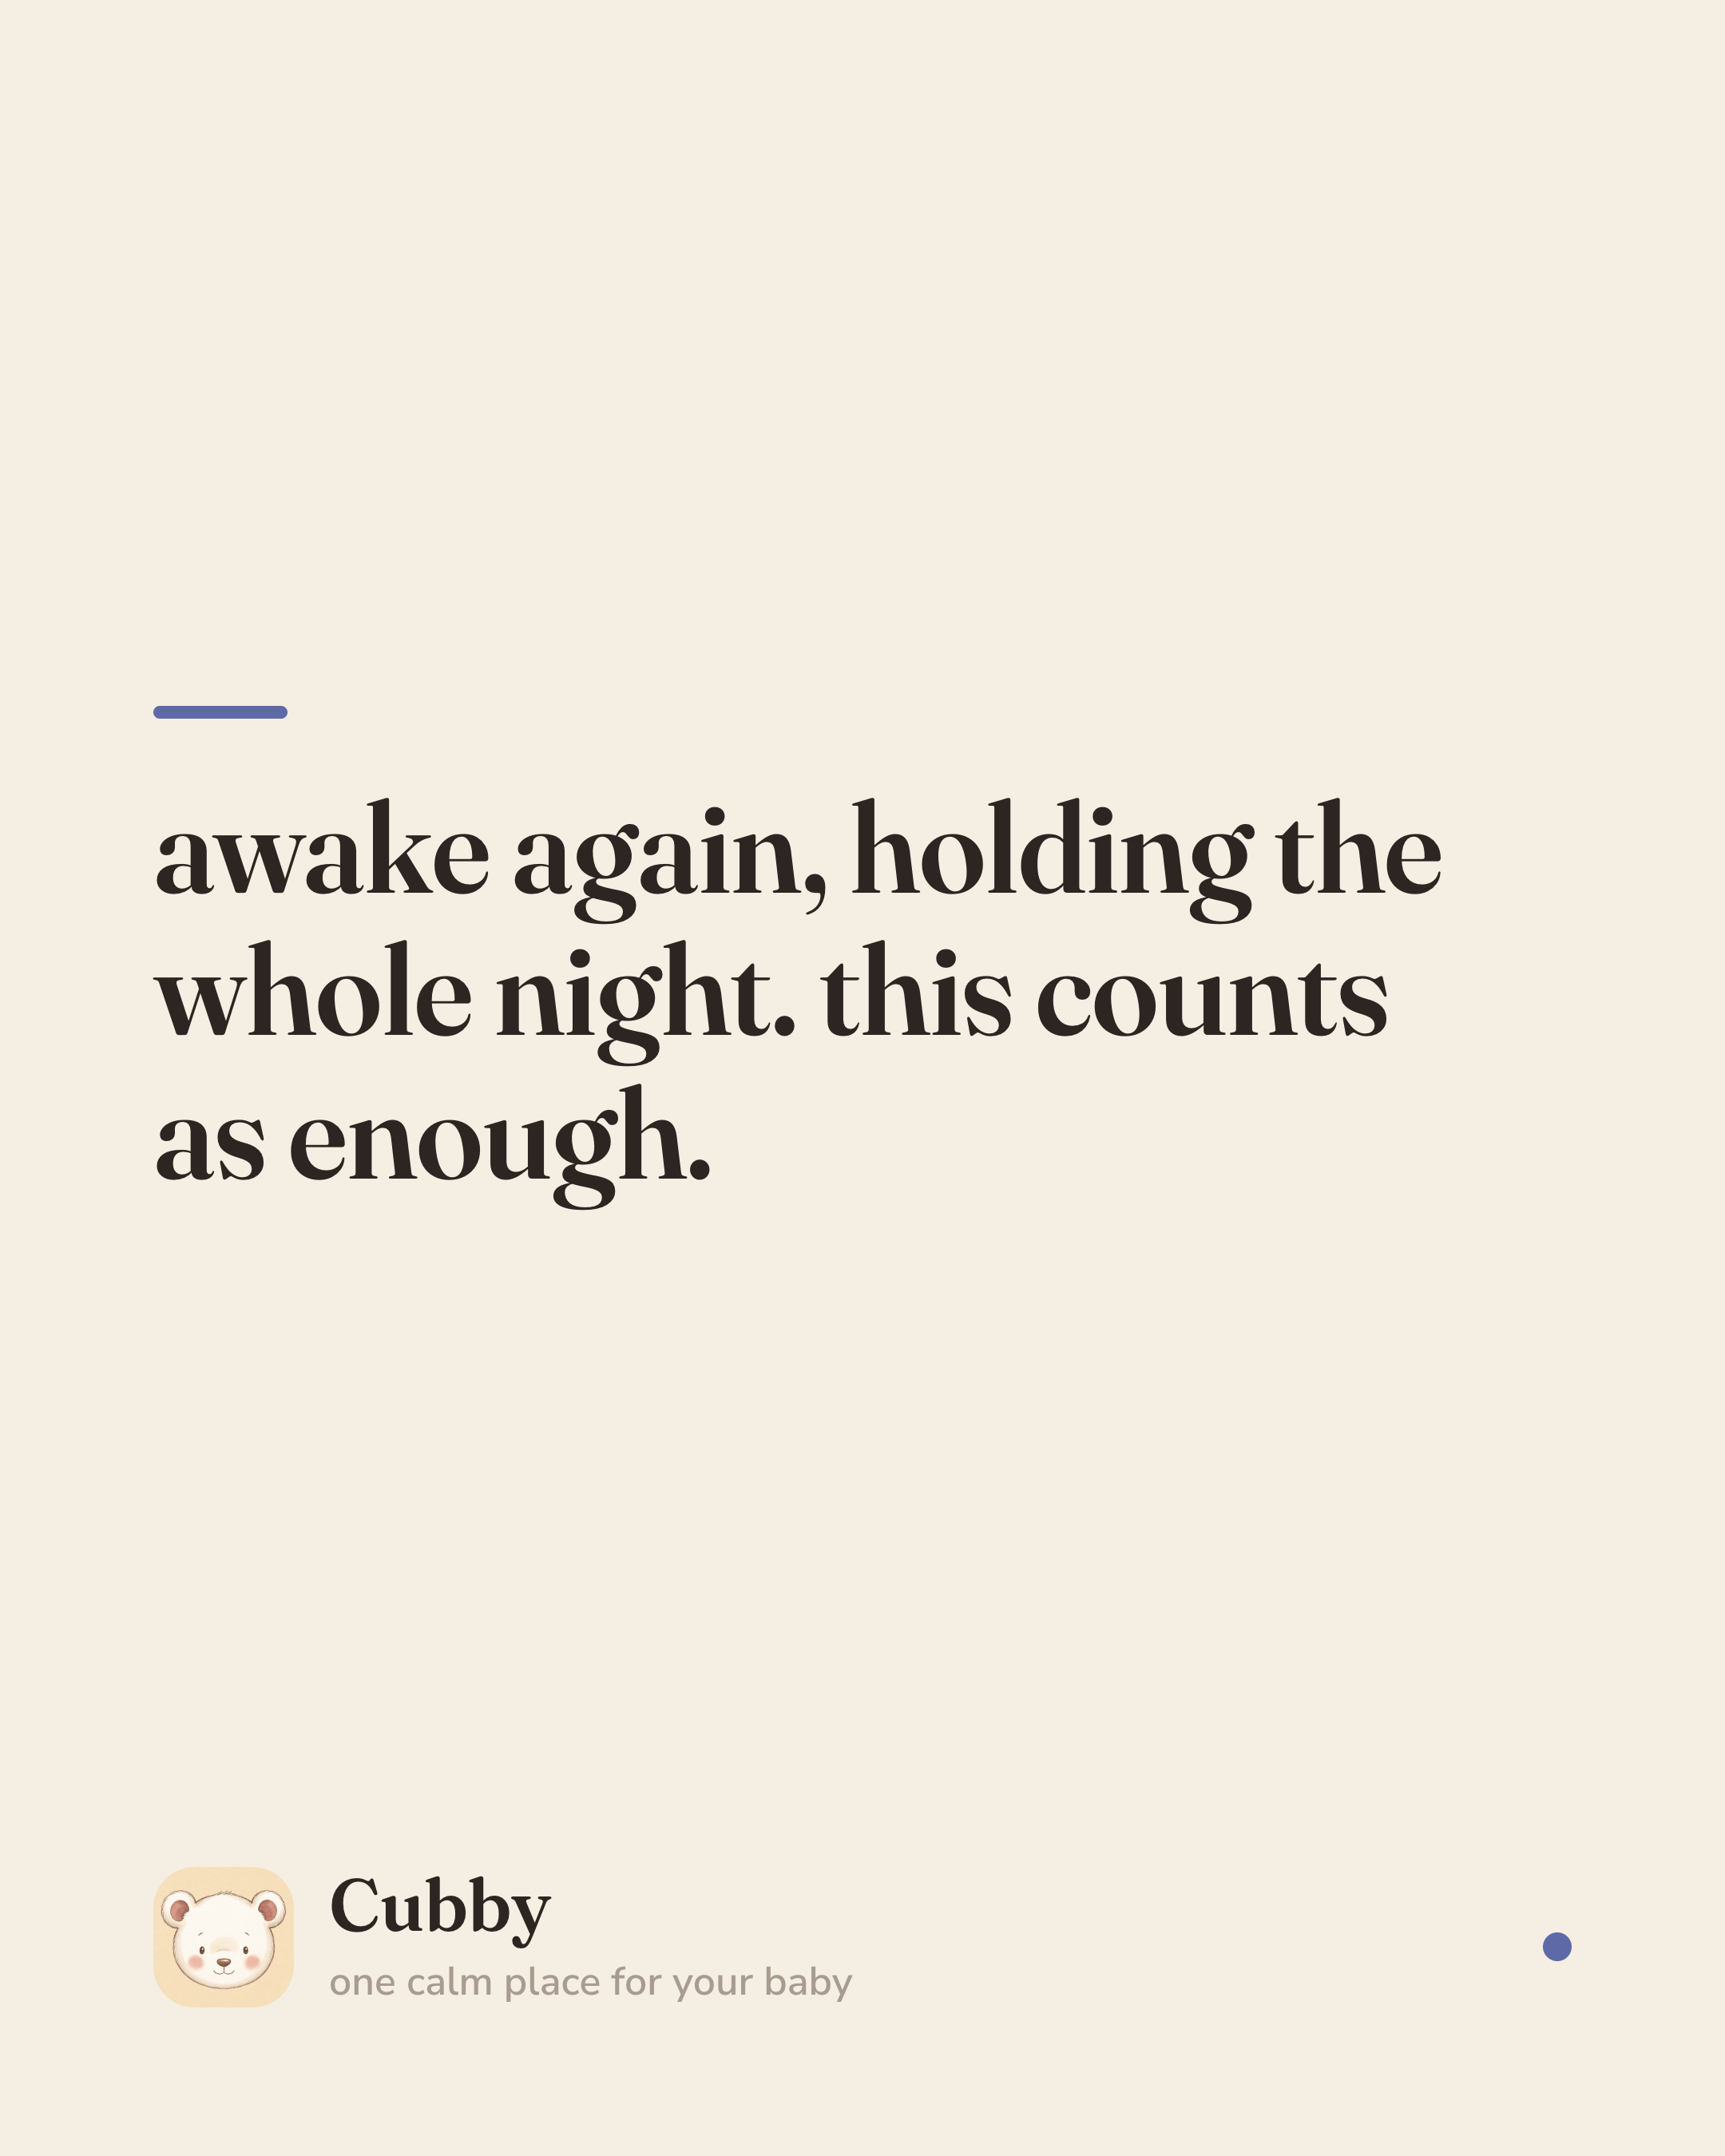 awake again, holding the
whole night. this counts
as enough.
Cubby
one calm place for your baby